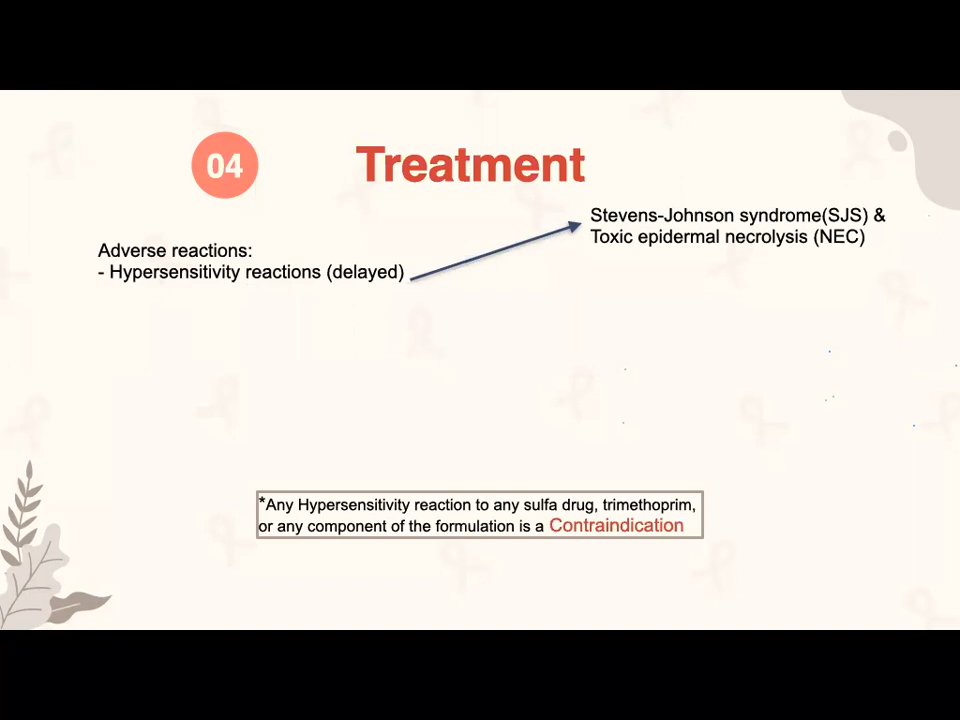 04
Treatment
Stevens-Johnson syndrome(SJS) &
Toxic epidermal necrolysis (NEC)
Adverse reactions:
- Hypersensitivity reactions (delayed)
*Any Hypersensitivity reaction to any sulfa drug, trimethoprim,
or any component of the formulation is a Contraindication